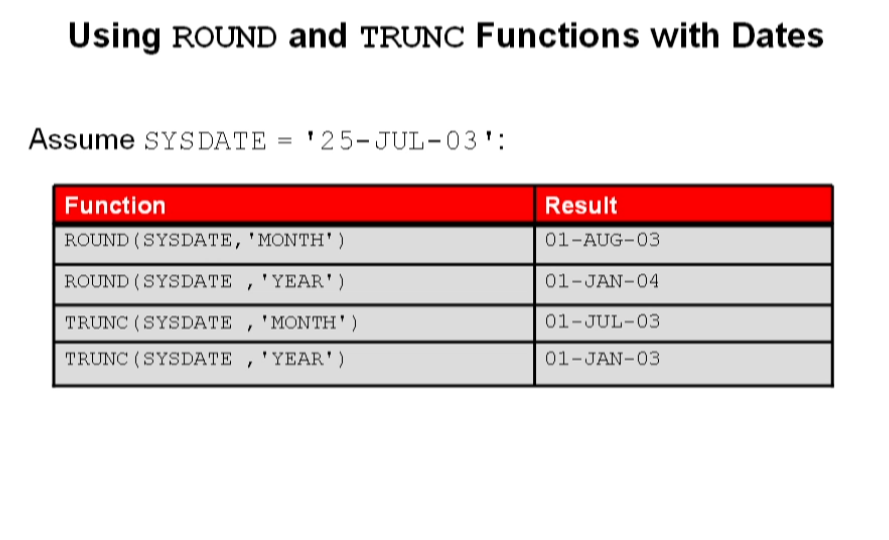 Using ROUND and TRUNC Functions with Dates
Assume SYSDATE = '25-JUL-03':
Function Result
ROUND(SYSDATE,'MONTH') 01-AUG-03
ROUND(SYSDATE ,'YEAR') 01-JAN-04
TRUNC(SYSDATE ,'MONTH') 01-JUL-03
TRUNC(SYSDATE ,'YEAR') 01-JAN-03